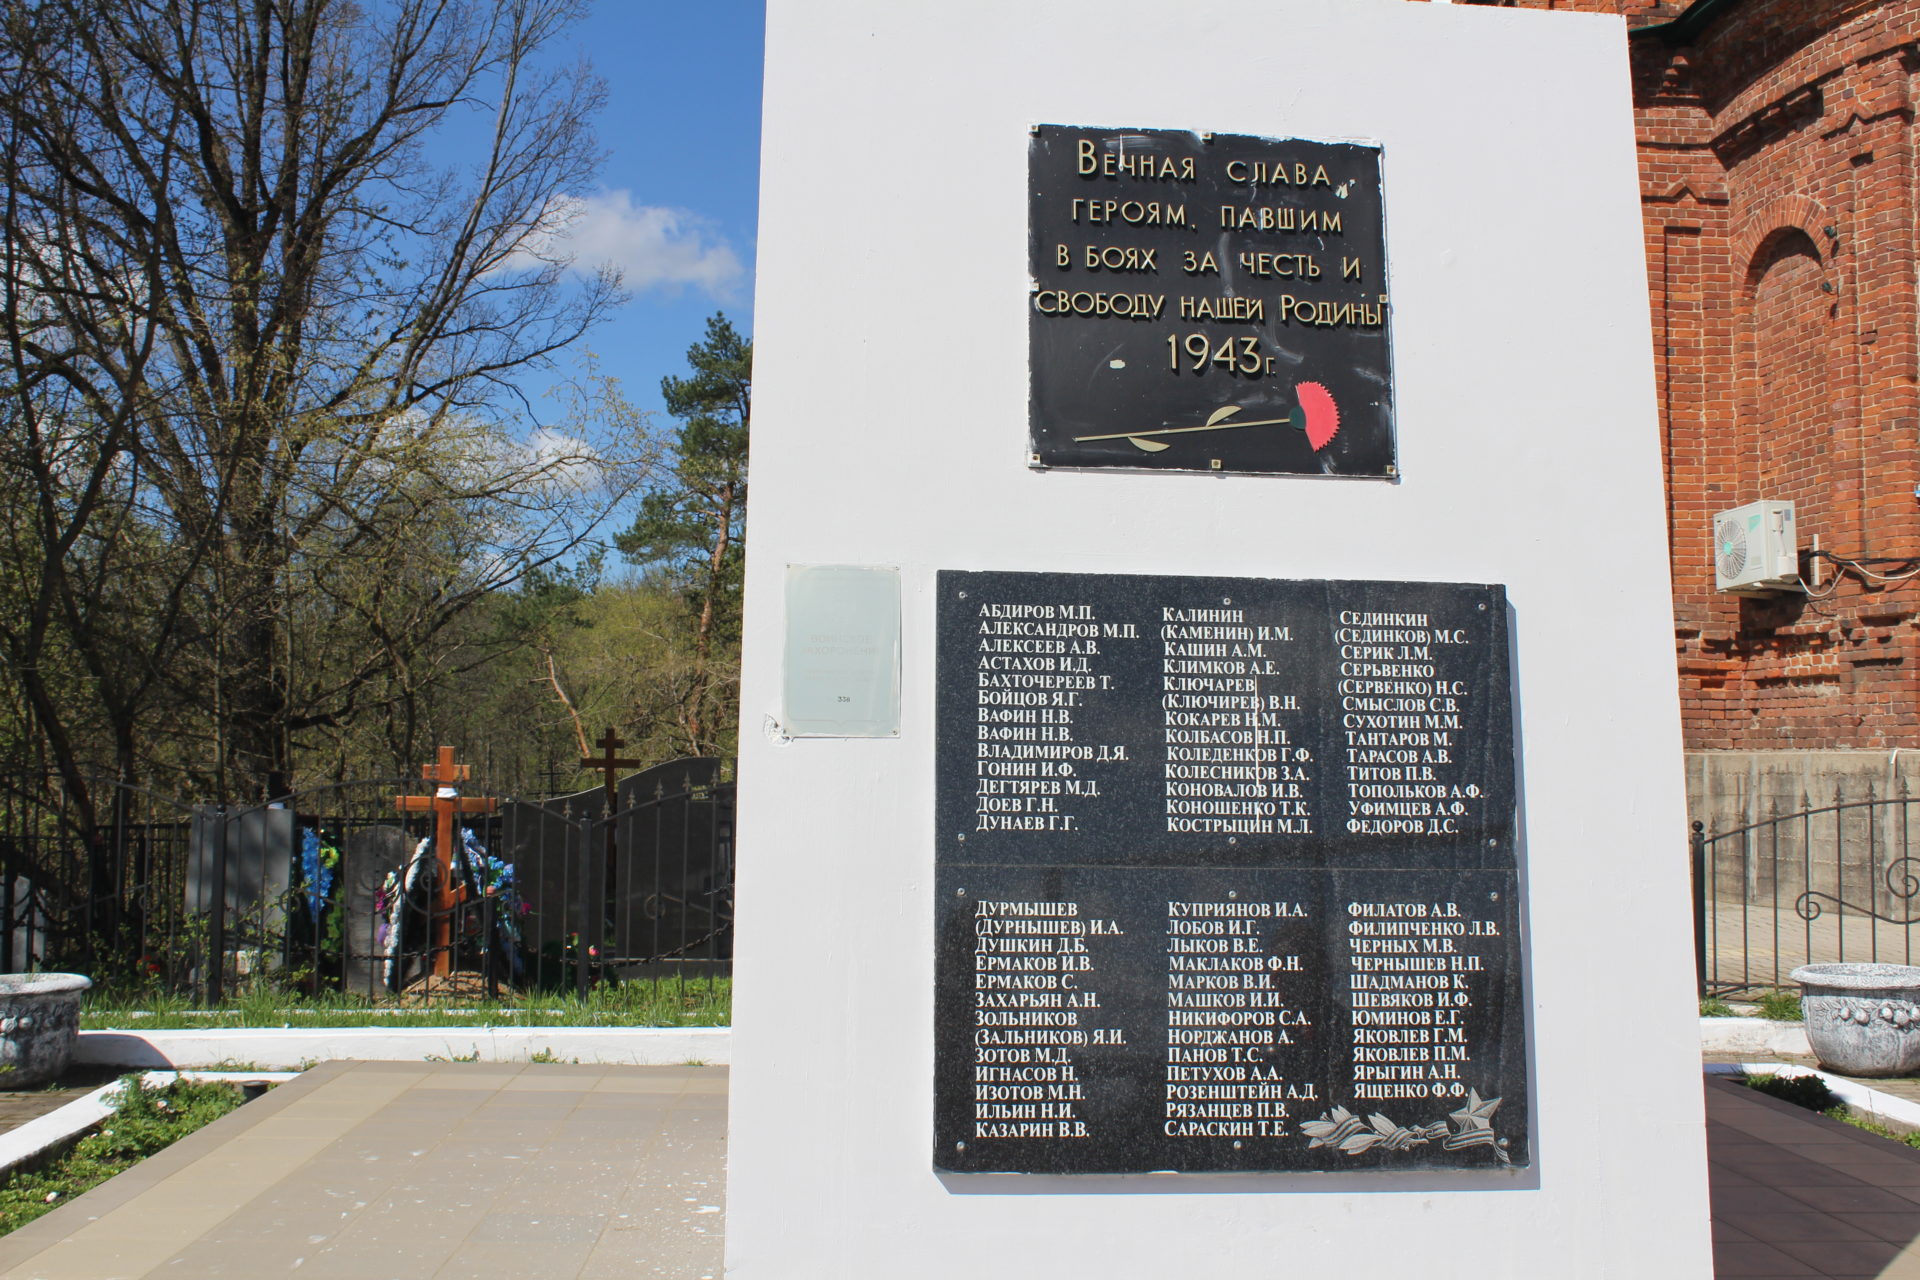 Вечная слава
героям, павшим
в боях за честь и
свободу нашей Родины
1943г.
ВОИНСКОЕ
ЗАХОРОНЕНИЕ
336
АБДИРОВ М.П.
АЛЕКСАНДРОВ М.П.
АЛЕКСЕЕВ А.В.
АСТАХОВ И.Д.
БАХТОЧЕРЕЕВ Т.
БОЙЦОВ Я.Г.
ВАФИН Н.В.
ВАФИН Н.В.
ВЛАДИМИРОВ Д.Я.
ГОНИН И.Ф.
ДЕГТЯРЕВ М.Д.
ДОЕВ Г.Н.
ДУНАЕВ Г.Г.
КАЛИНИН
(КАМЕНИН) И.М.
КАШИН А.М.
КЛИМКОВ А.Е.
КЛЮЧАРЕВ
(КЛЮЧИРЕВ) В.Н.
КОКАРЕВ Н.М.
КОЛБАСОВ Н.П.
КОЛЕДЕНКОВ Г.Ф.
КОЛЕСНИКОВ З.А.
КОНОВАЛОВ И.В.
КОНОШЕНКО Т.К.
КОСТРЫЦИН М.Л.
СЕДИНКИН
(СЕДИНКОВ) М.С.
СЕРИК Л.М.
СЕРЬВЕНКО
(СЕРВЕНКО) Н.С.
СМЫСЛОВ С.В.
СУХОТИН М.М.
ТАНТАРОВ М.
ТАРАСОВ А.В.
ТИТОВ П.В.
ТОПОЛЬКОВ А.Ф.
УФИМЦЕВ А.Ф.
ФЕДОРОВ Д.С.
ДУРМЫШЕВ
(ДУРНЫШЕВ) И.А.
ДУШКИН Д.Б.
ЕРМАКОВ И.В.
ЕРМАКОВ С.
ЗАХАРЬЯН А.Н.
ЗОЛЬНИКОВ
(ЗАЛЬНИКОВ) Я.И.
ЗОТОВ М.Д.
ИГНАСОВ Н.
ИЗОТОВ М.Н.
ИЛЬИН Н.И.
КАЗАРИН В.В.
КУПРИЯНОВ И.А.
ЛОБОВ И.Г.
ЛЫКОВ В.Е.
МАКЛАКОВ Ф.Н.
МАРКОВ В.И.
МАШКОВ И.И.
НИКИФОРОВ С.А.
НОРДЖАНОВ А.
ПАНОВ Т.С.
ПЕТУХОВ А.А.
РОЗЕНШТЕЙН А.Д.
РЯЗАНЦЕВ П.В.
САРАСКИН Т.Е.
ФИЛАТОВ А.В.
ФИЛИПЧЕНКО Л.В.
ЧЕРНЫХ М.В.
ЧЕРНЫШЕВ Н.П.
ШАДМАНОВ К.
ШЕВЯКОВ И.Ф.
ЮМИНОВ Е.Г.
ЯКОВЛЕВ Г.М.
ЯКОВЛЕВ П.М.
ЯРЫГИН А.Н.
ЯЩЕНКО Ф.Ф.